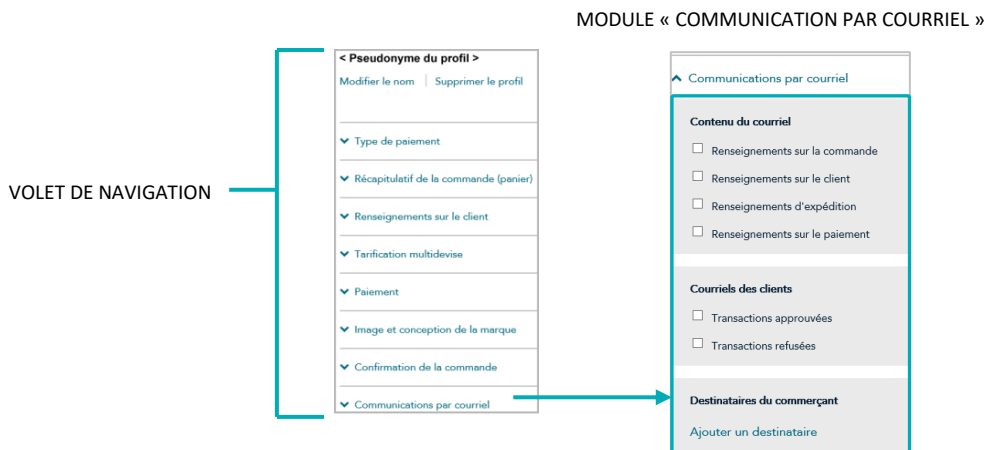 MODULE « COMMUNICATION PAR COURRIEL »
VOLET DE NAVIGATION
< Pseudonyme du profil >
Modifier le nom | Supprimer le profil
Type de paiement
Récapitulatif de la commande (panier)
Renseignements sur le client
Tarification multidevise
Paiement
Image et conception de la marque
Confirmation de la commande
Communications par courriel
Communications par courriel
Contenu du courriel
Renseignements sur la commande
Renseignements sur le client
Renseignements d'expédition
Renseignements sur le paiement
Courriels des clients
Transactions approuvées
Transactions refusées
Destinataires du commerçant
Ajouter un destinataire